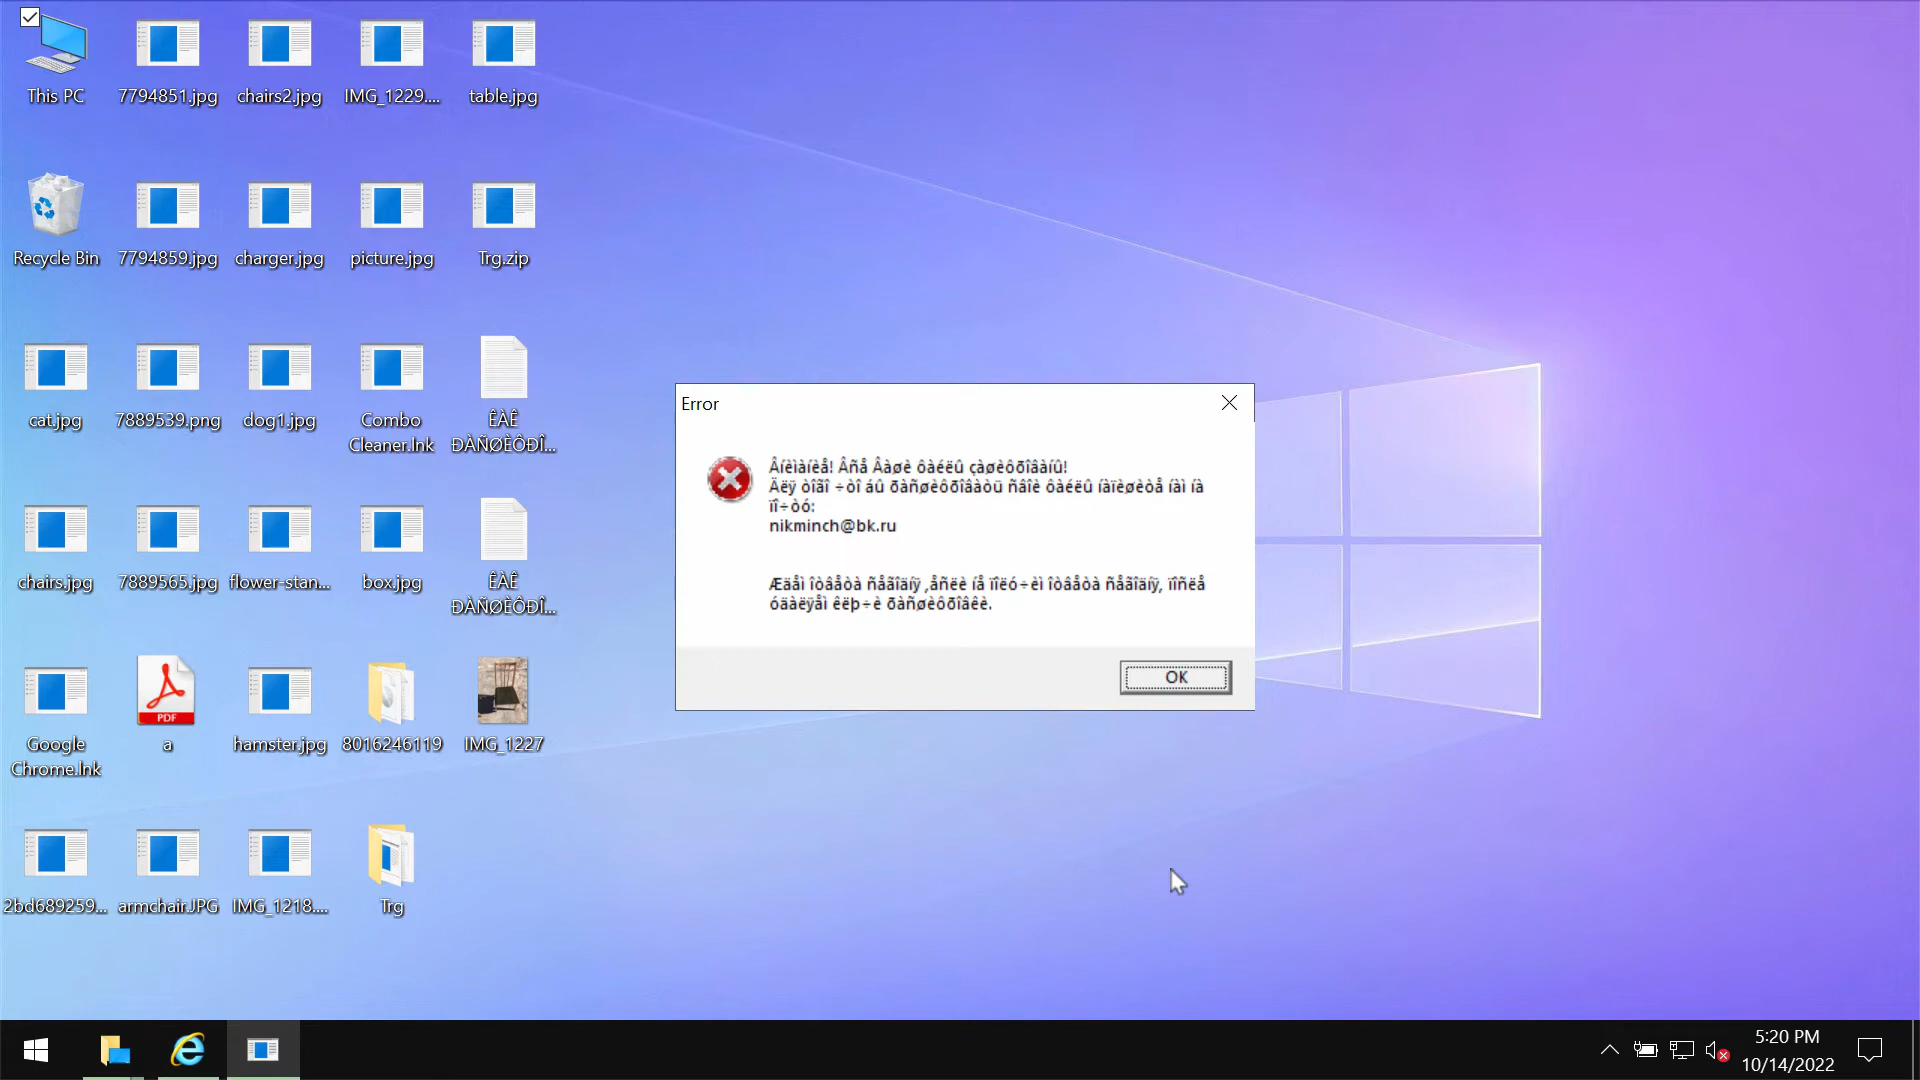 This PC
7794851.jpg
chairs2.jpg
IMG_1229....
table.jpg
Recycle Bin
7794859.jpg
charger.jpg
picture.jpg
Trg.zip
cat.jpg
7889539.png
dog1.jpg
Combo
Cleaner.lnk
ÊÀÊ
ÐÀÑØÈÔÐÎ...
chairs.jpg
7889565.jpg
flower-stan...
box.jpg
ÊÀÊ
ÐÀÑØÈÔÐÎ...
Google
Chrome.lnk
PDF
a
hamster.jpg
8016246119
IMG_1227
2bd689259...
armchair.JPG
IMG_1218....
Trg
Error
Âíèìàíèå! Âñå Âàøè ôàéëû çàøèôðîâàíû!
Äëÿ òîãî ÷òî áû ðàñøèôðîâàòü ñâîè ôàéëû íàïèøèòå íàì íà
ïî÷òó:
nikminch@bk.ru
Æäåì îòâåòà ñåãîäíÿ ,åñëè íå ïîëó÷èì îòâåòà ñåãîäíÿ, ïîñëå
óäàëÿåì êëþ÷è ðàñøèôðîâêè.
OK
5:20 PM
10/14/2022